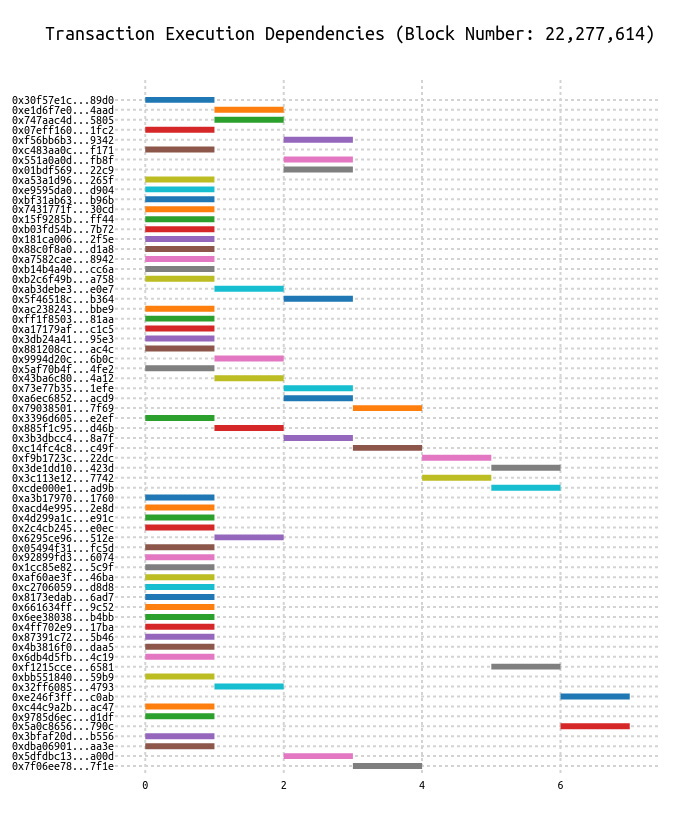 Transaction Execution Dependencies (Block Number: 22,277,614)
0x30f57e1c...89d0
0xe1d6f7e0...4aad
0x747aac4d...5805
0x07eff160...1fc2
0xf56bb6b3...9342
0xc483aa0c...f171
0x551a0a0d...fb8f
0x01bdf569...22c9
0xa53a1d96...265f
0xe9595da0...d904
0xbf31ab63...b96b
0x7431771f...30cd
0x15f9285b...ff44
0xb03fd54b...7b72
0x181ca006...2f5e
0x88c0f8a0...d1a8
0xa7582cae...8942
0xb14b4a40...cc6a
0xb2c6f49b...a758
0xab3debe3...e0e7
0x5f46518c...b364
0xac238243...bbe9
0xff1f8503...81aa
0xa17179af...c1c5
0x3db24a41...95e3
0x881208cc...ac4c
0x9994d20c...6b0c
0x5af70b4f...4fe2
0x43ba6c80...4a12
0x73e77b35...1efe
0xa6ec6852...acd9
0x79038501...7f69
0x3396d605...e2ef
0x885f1c95...d46b
0x3b3dbcc4...8a7f
0xc14fc4c8...c49f
0xf9b1723c...22dc
0x3de1dd10...423d
0x3c113e12...7742
0xcde000e1...ad9b
0xa3b17970...1760
0xacd4e995...2e8d
0x4d299a1c...e91c
0x2c4cb245...e0ec
0x6295ce96...512e
0x05494f31...fc5d
0x92899fd3...6074
0x1cc85e82...5c9f
0xaf60ae3f...46ba
0xc2706059...d8d8
0x8173edab...6ad7
0x661634ff...9c52
0x6ee38038...b4bb
0x4ff702e9...17ba
0x87391c72...5b46
0x4b3816f0...daa5
0x6db4d5fb...4c19
0xf1215cce...6581
0xbb551840...59b9
0x32ff6085...4793
0xe246f3ff...c0ab
0xc44c9a2b...ac47
0x9785d6ec...d1df
0x5a0c8656...790c
0x3bfaf20d...b556
0xdba06901...aa3e
0x5dfdbc13...a00d
0x7f06ee78...7f1e
0 2 4 6